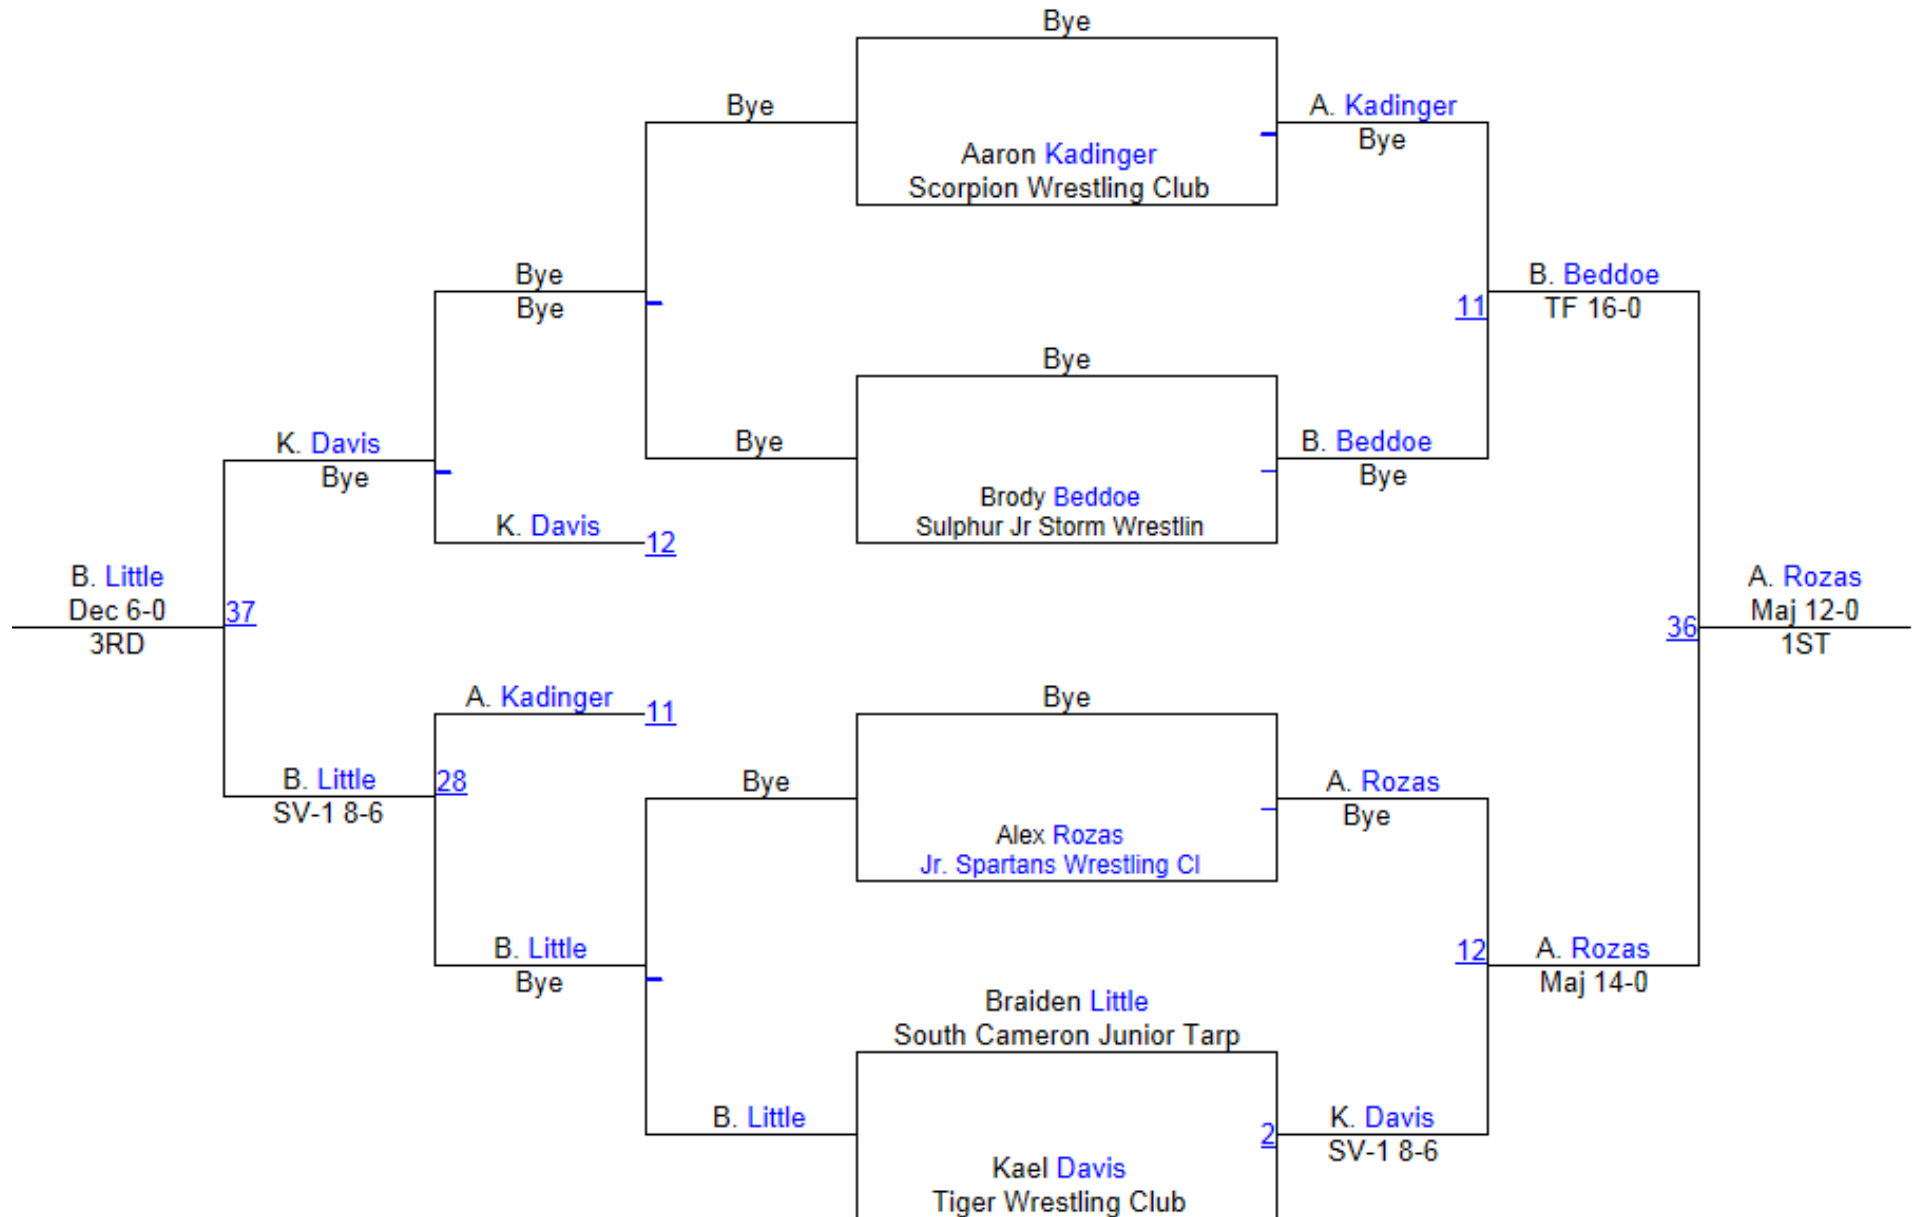 Bye
Bye
A. Kadinger
Bye
Aaron Kadinger
Scorpion Wrestling Club
Bye
Bye
B. Beddoe
TF 16-0
11
Bye
Bye
B. Beddoe
Bye
K. Davis
Bye
Brody Beddoe
Sulphur Jr Storm Wrestlin
K. Davis
12
B. Little
Dec 6-0
3RD
37
36
A. Rozas
Maj 12-0
1ST
A. Kadinger
11
Bye
B. Little
SV-1 8-6
28
Bye
A. Rozas
Bye
Alex Rozas
Jr. Spartans Wrestling Cl
B. Little
Bye
12
A. Rozas
Maj 14-0
Braiden Little
South Cameron Junior Tarp
B. Little
2
K. Davis
SV-1 8-6
Kael Davis
Tiger Wrestling Club